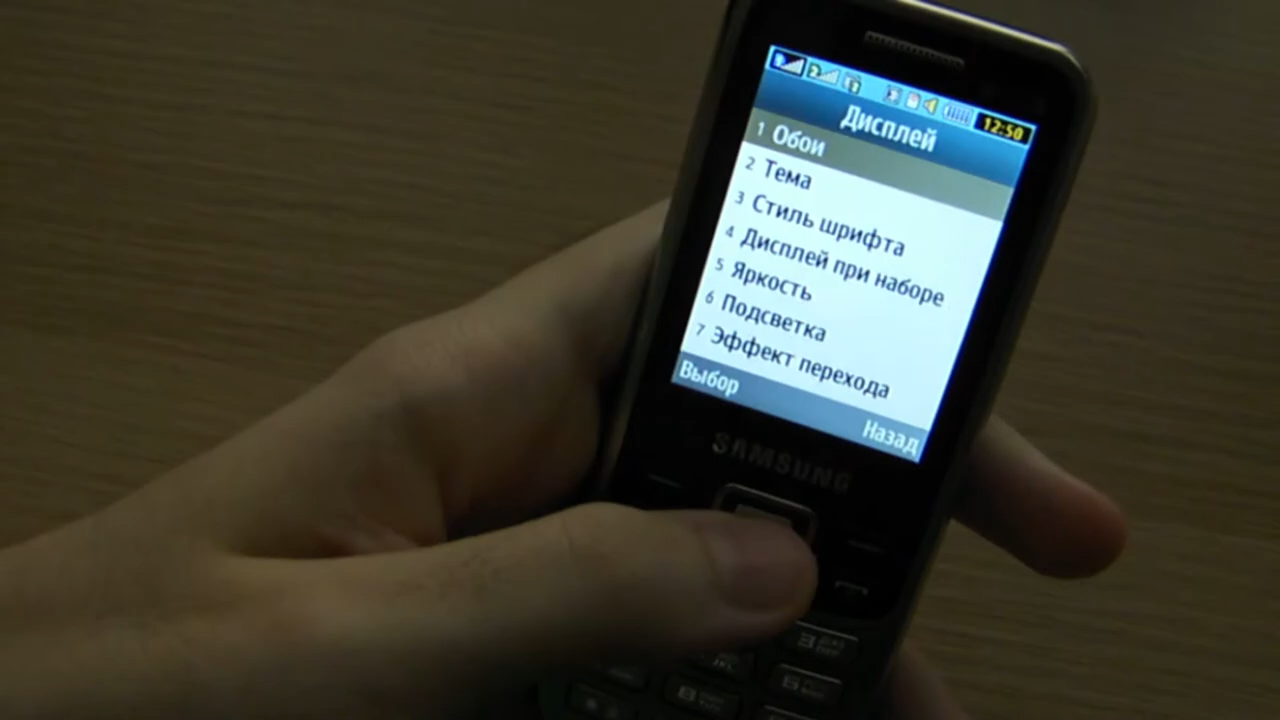 12:50
Дисплей
1 Обои
2 Тема
3 Стиль шрифта
4 Дисплей при наборе
5 Яркость
6 Подсветка
7 Эффект перехода
Выбор
Назад
SAMSUNG